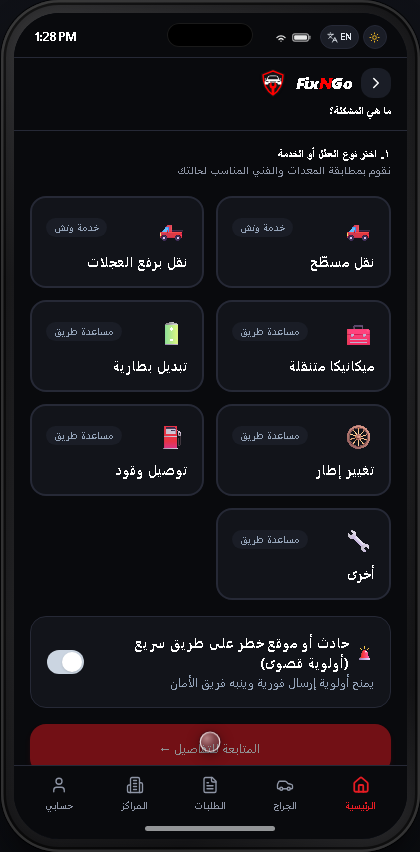 1:28 PM
EN
FixNGo
ما هي المشكلة؟
١. اختر نوع العطل أو الخدمة
نقوم بمطابقة المعدات والفني المناسب لحالتك
خدمة ونش
نقل مسطّح
خدمة ونش
نقل برفع العجلات
مساعدة طريق
ميكانيكا متنقلة
مساعدة طريق
تبديل بطارية
مساعدة طريق
تغيير إطار
مساعدة طريق
توصيل وقود
مساعدة طريق
أخرى
حادث أو موقع خطر على طريق سريع
(أولوية قصوى)
يمنح أولوية إرسال فورية وينبه فريق الأمان
المتابعة للتفاصيل ←
الرئيسية
الجراج
الطلبات
المراكز
حسابي